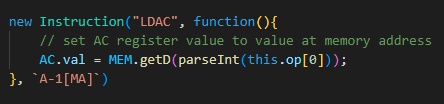 new Instruction("LDAC", function(){
    // set AC register value to value at memory address
    AC.val = MEM.getD(parseInt(this.op[0]));
}, `A-1[MA]`)